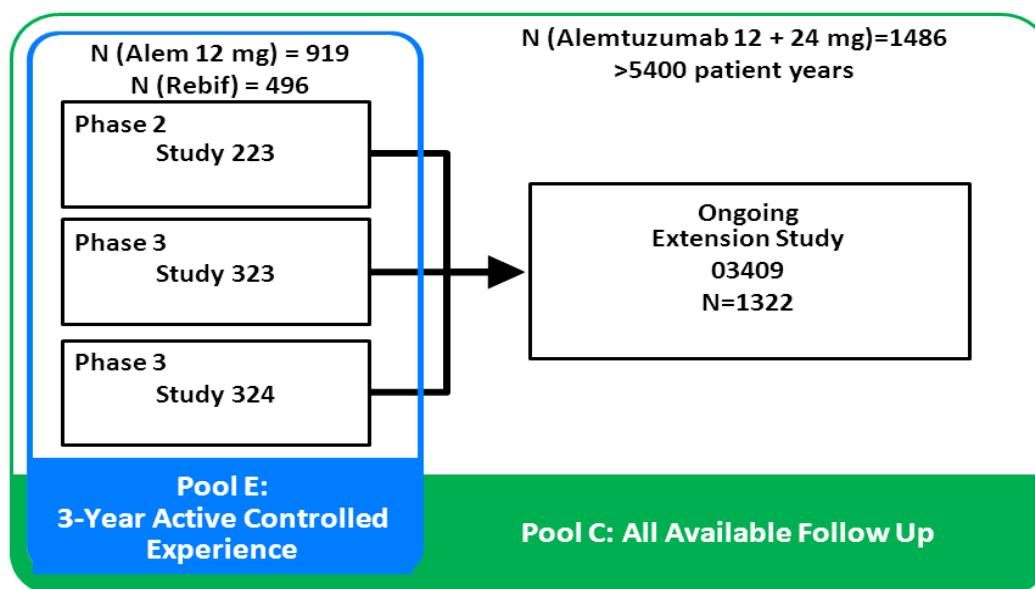 N (Alem 12 mg) = 919
N (Rebif) = 496
Phase 2
Study 223
Phase 3
Study 323
Phase 3
Study 324
Pool E:
3-Year Active Controlled
Experience
N (Alemtuzumab 12 + 24 mg)=1486
>5400 patient years
Ongoing
Extension Study
03409
N=1322
Pool C: All Available Follow Up